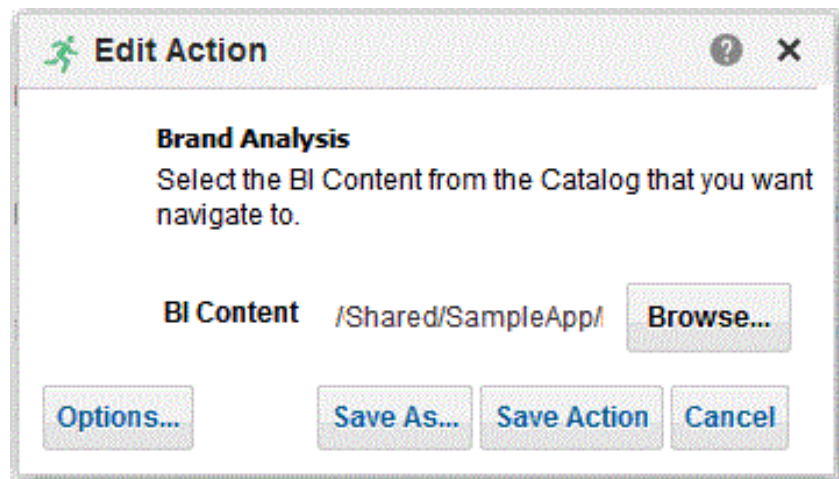 Edit Action
Brand Analysis
Select the BI Content from the Catalog that you want
navigate to.
BI Content /Shared/SampleApp/ Browse...
Options... Save As... Save Action Cancel